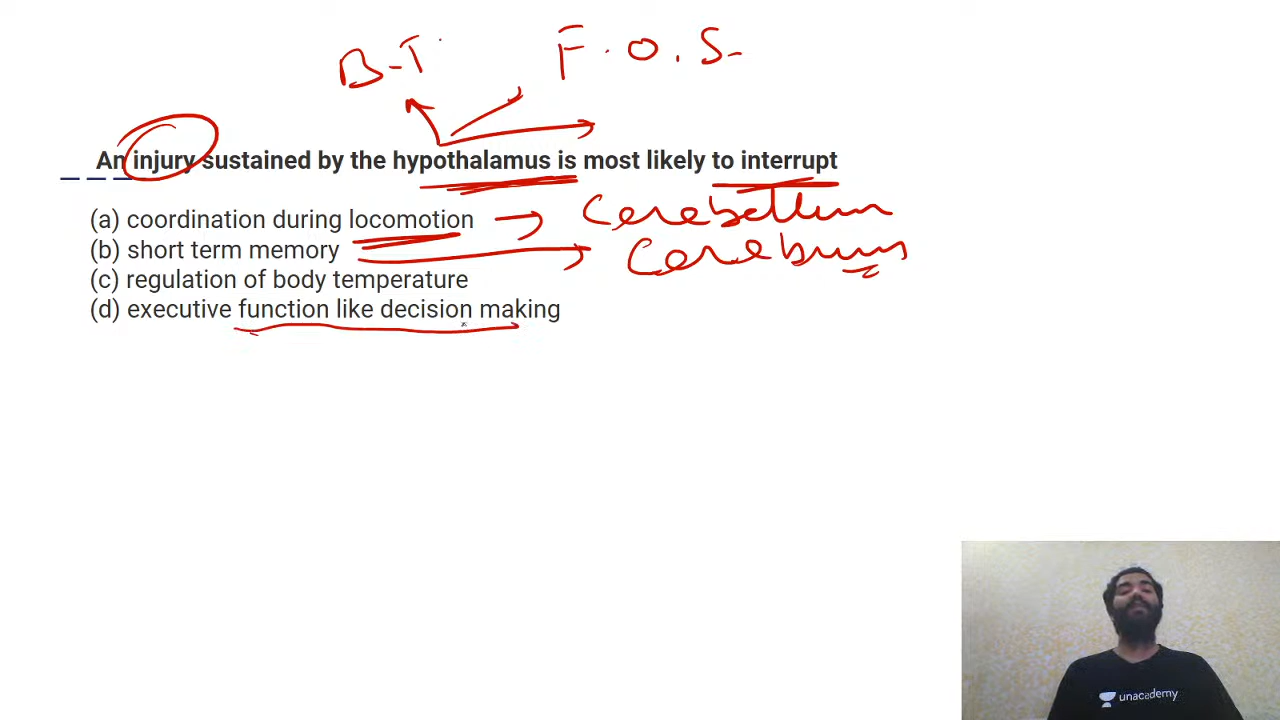 B-T F.O.S-
An injury sustained by the hypothalamus is most likely to interrupt
(a) coordination during locomotion → Cerebellum
(b) short term memory → Cerebrum
(c) regulation of body temperature
(d) executive function like decision making
unacademy